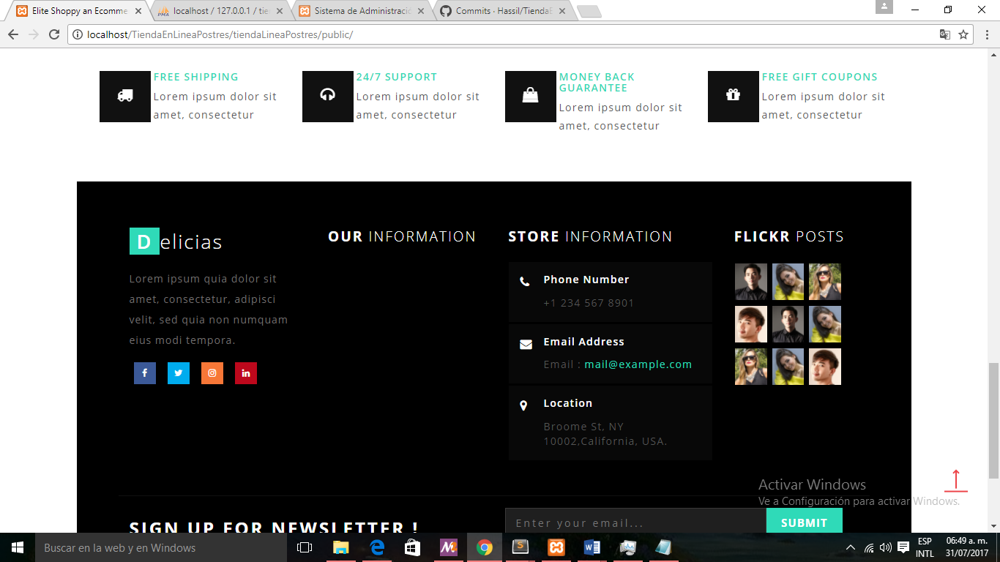 Elite Shoppy an Ecomme
localhost / 127.0.0.1 / tie
Sistema de Administració
Commits - Hassil/TiendaE
localhost/TiendaEnLineaPostres/tiendaLineaPostres/public/
FREE SHIPPING
Lorem ipsum dolor sit
amet, consectetur
24/7 SUPPORT
Lorem ipsum dolor sit
amet, consectetur
MONEY BACK
GUARANTEE
Lorem ipsum dolor sit
amet, consectetur
FREE GIFT COUPONS
Lorem ipsum dolor sit
amet, consectetur
Delicias
Lorem ipsum quia dolor sit
amet, consectetur, adipisci
velit, sed quia non numquam
eius modi tempora.
OUR INFORMATION
STORE INFORMATION
Phone Number
+1 234 567 8901
Email Address
Email : mail@example.com
Location
Broome St, NY
10002,California, USA.
FLICKR POSTS
Activar Windows
Ve a Configuración para activar Windows.
SIGN UP FOR NEWSLETTER !
Enter your email...
SUBMIT
Buscar en la web y en Windows
ESP
INTL
06:49 a. m.
31/07/2017